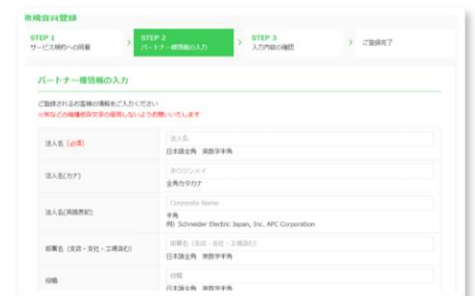 新規会員登録
STEP 1
サービス規約への同意
STEP 2
パートナー様情報の入力
STEP 3
入力内容の確認
ご登録完了
パートナー様情報の入力
ご登録されるお客様の情報をご入力ください
※㈱などの機種依存文字の使用しないようお願いいたします
法人名 [必須]
法人名
日本語全角 英数字半角
法人名(カナ)
ホウジンメイ
全角カタカナ
法人名(英語表記)
Corporate Name
半角
例) Schneider Electric Japan, Inc. APC Corporation
部署名 (支店・支社・工場含む)
部署名 (支店・支社・工場含む)
日本語全角 英数字半角
役職
役職
日本語全角 英数字半角